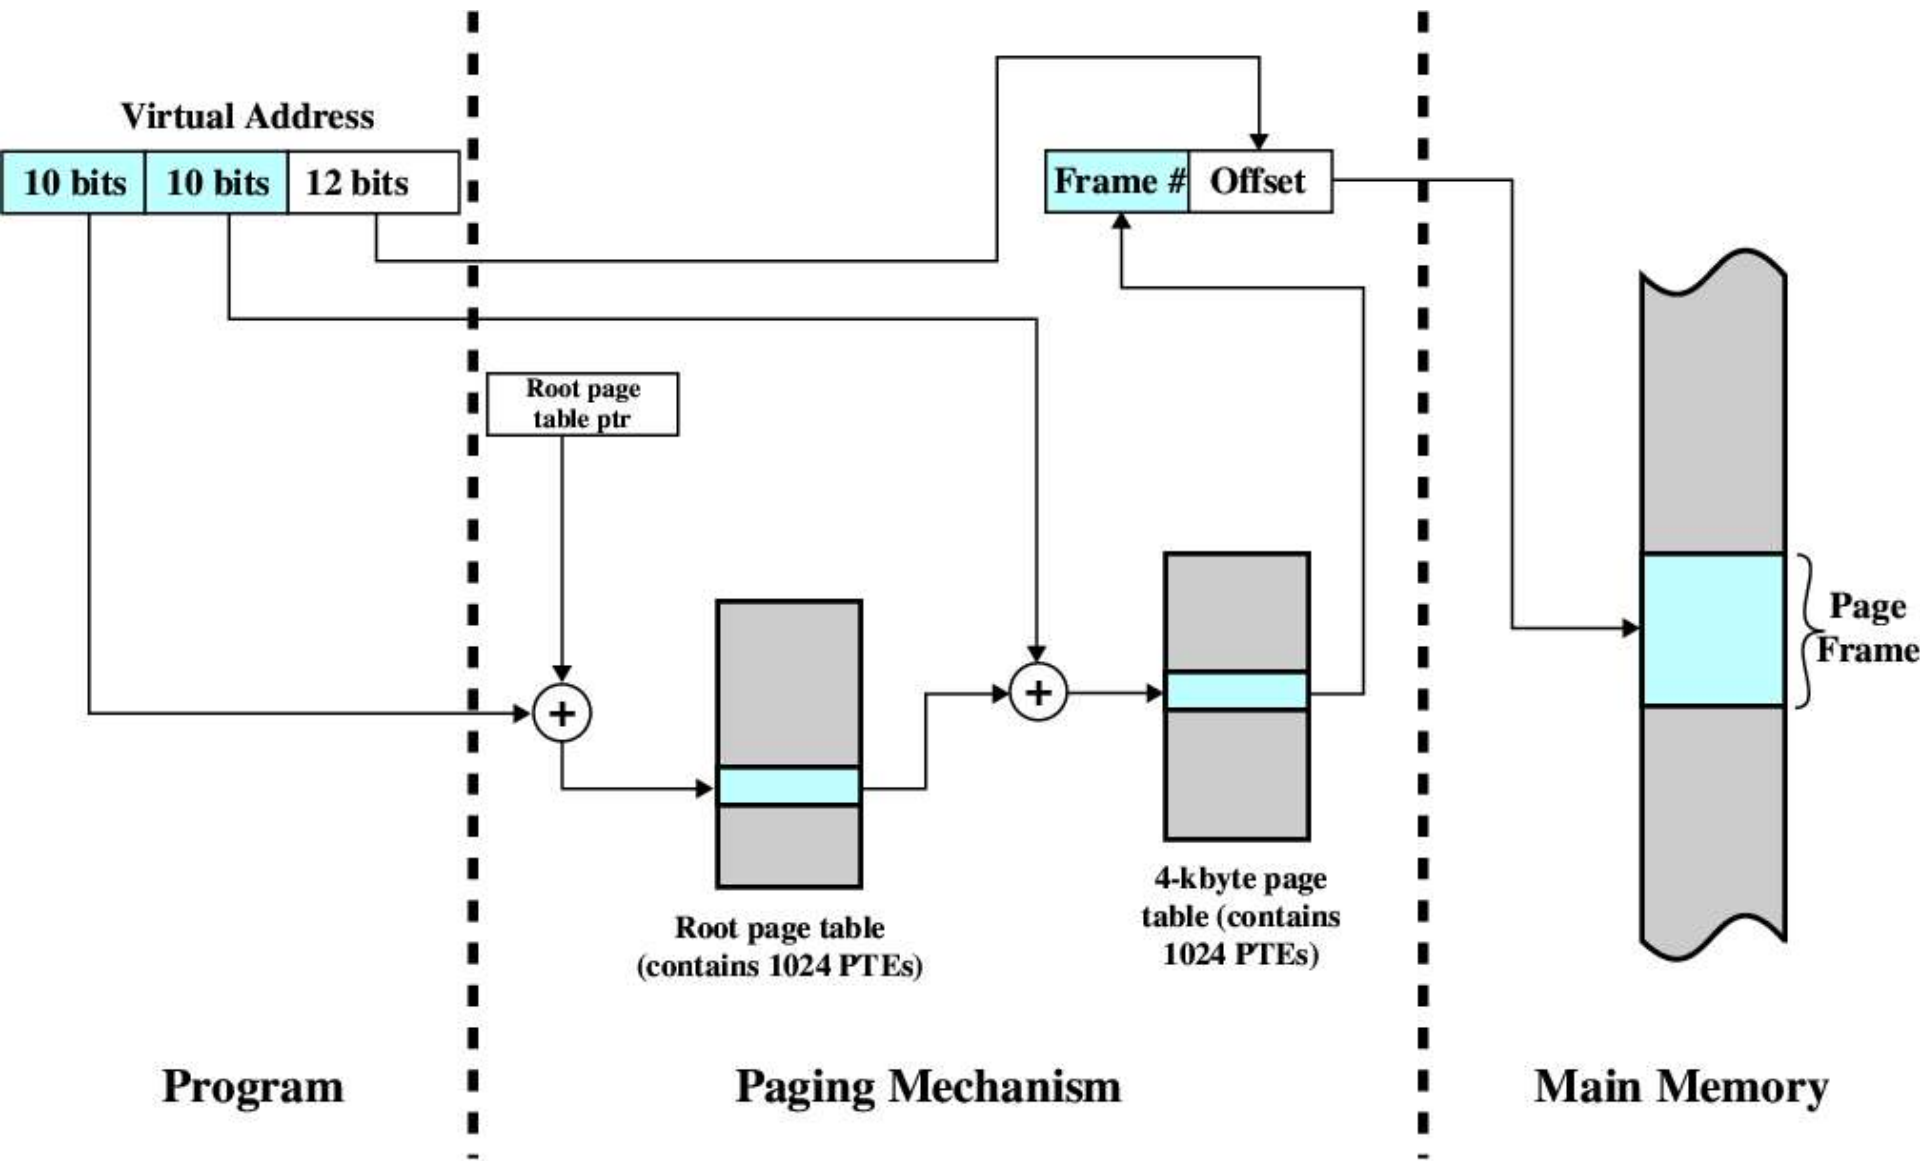 Virtual Address
10 bits
10 bits
12 bits
Frame #
Offset
Root page
table ptr
+
+
Page
Frame
Root page table
(contains 1024 PTEs)
4-kbyte page
table (contains
1024 PTEs)
Program
Paging Mechanism
Main Memory